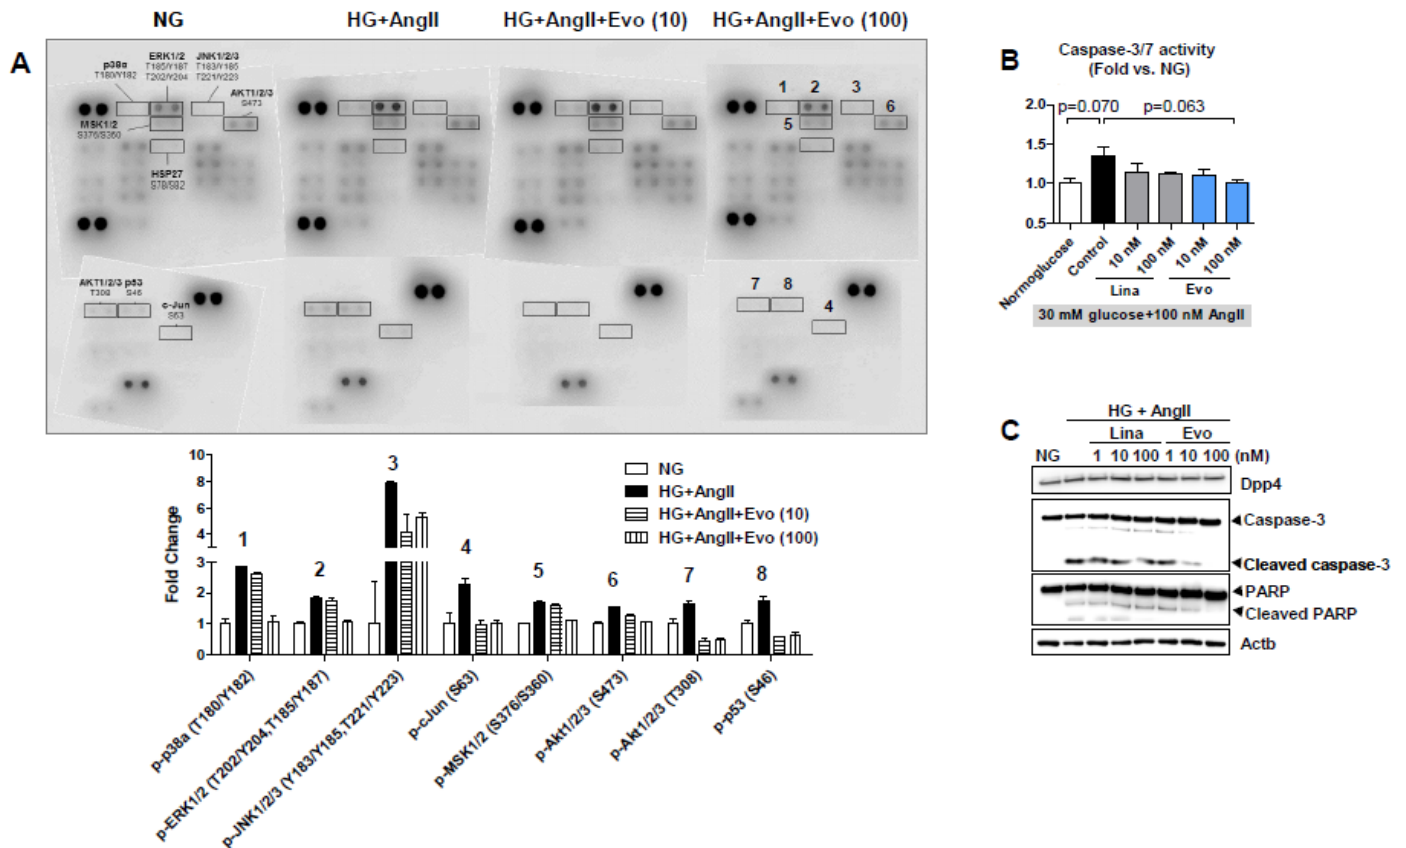 NG HG+AngII HG+AngII+Evo (10) HG+AngII+Evo (100)
A
p38α ERK1/2 JNK1/2/3
T180/Y182 T185/Y187 T183/Y185
T202/Y204 T221/Y223
AKT1/2/3
S473
MSK1/2
S376/S360
HSP27
S78/S82
1 2 3
6
5
AKT1/2/3 p53
T308 S46
c-Jun
S63
7 8
4
10
8
6
4
3
2
1
0
Fold Change
1 2 3 4 5 6 7 8
NG
HG+AngII
HG+AngII+Evo (10)
HG+AngII+Evo (100)
p-p38a (T180/Y182)
p-ERK1/2 (T202/Y204,T185/Y187)
p-JNK1/2/3 (Y183/Y185,T221/Y223)
p-cJun (S63)
p-MSK1/2 (S376/S360)
p-Akt1/2/3 (S473)
p-Akt1/2/3 (T308)
p-p53 (S46)
B
Caspase-3/7 activity
(Fold vs. NG)
2.0
1.5
1.0
0.5
p=0.070 p=0.063
Normoglucose
Control
10 nM
100 nM
10 nM
100 nM
Lina Evo
30 mM glucose+100 nM AngII
C
HG + AngII
Lina Evo
NG 1 10 100 1 10 100 (nM)
Dpp4
Caspase-3
Cleaved caspase-3
PARP
Cleaved PARP
Actb